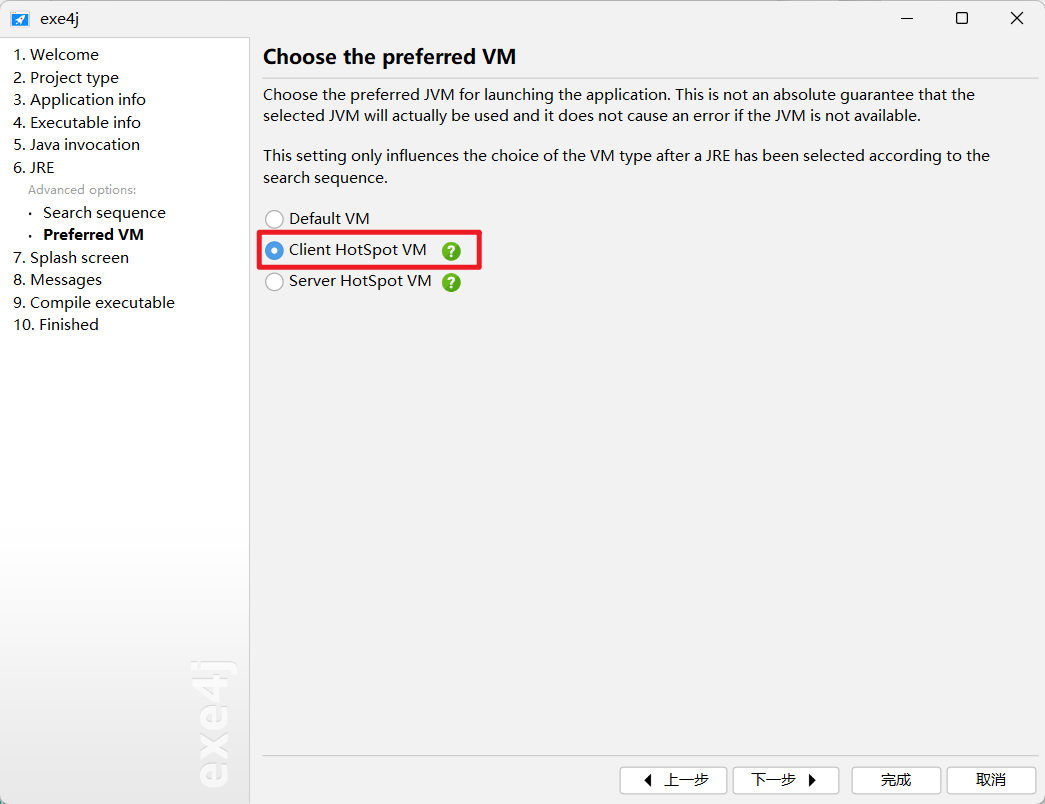 exe4j
1. Welcome
2. Project type
3. Application info
4. Executable info
5. Java invocation
6. JRE
Advanced options:
· Search sequence
· Preferred VM
7. Splash screen
8. Messages
9. Compile executable
10. Finished
exe4j
Choose the preferred VM
Choose the preferred JVM for launching the application. This is not an absolute guarantee that the
selected JVM will actually be used and it does not cause an error if the JVM is not available.
This setting only influences the choice of the VM type after a JRE has been selected according to the
search sequence.
Default VM
Client HotSpot VM ?
Server HotSpot VM ?
上一步 下一步 完成 取消